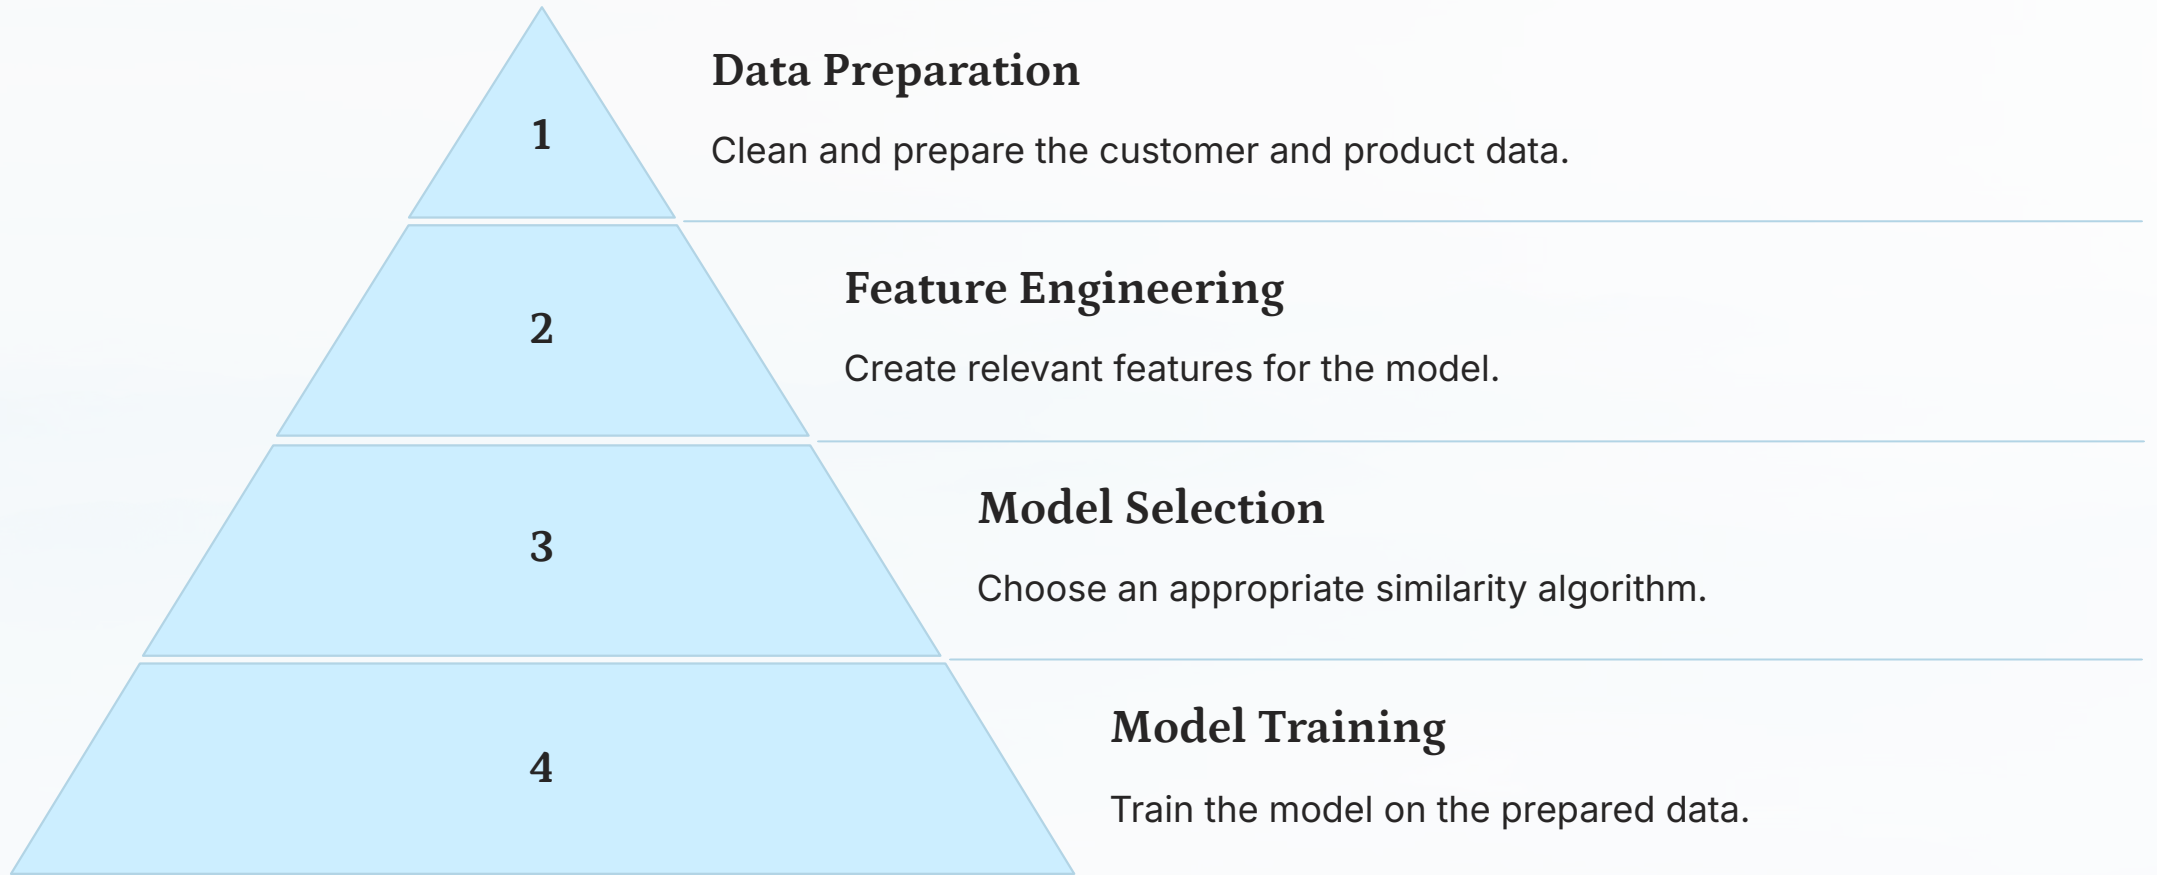 1
Data Preparation
Clean and prepare the customer and product data.
2
Feature Engineering
Create relevant features for the model.
3
Model Selection
Choose an appropriate similarity algorithm.
4
Model Training
Train the model on the prepared data.